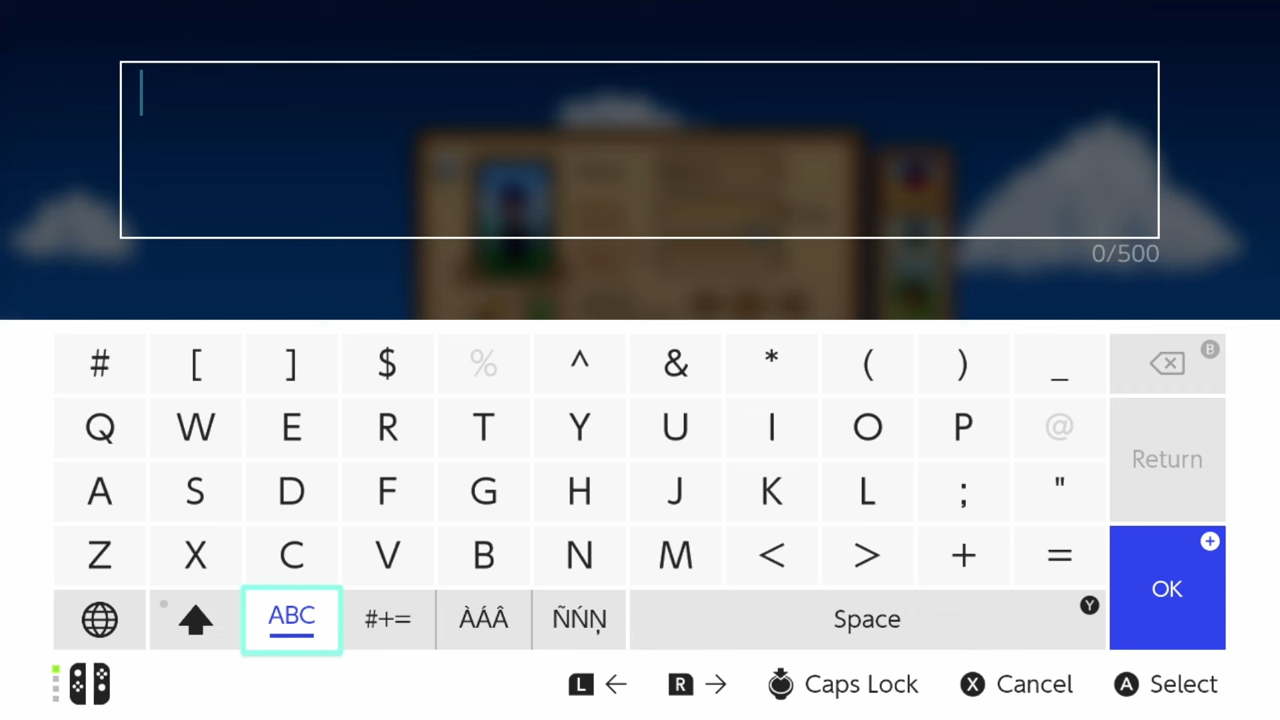 0/500
# [ ] $ % ^ & * ( ) _ B
Q W E R T Y U I O P @ Return
A S D F G H J K L ; "
Z X C V B N M < > + = OK
ABC #+= ÀÁÂ ÑŃŅ Space Y
L ← R → Caps Lock X Cancel A Select